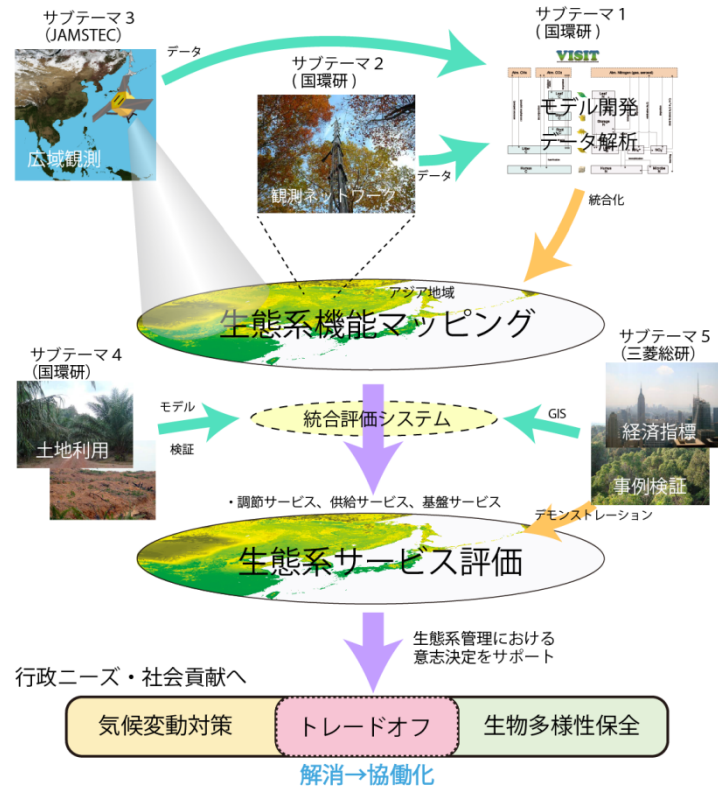 サブテーマ3
（JAMSTEC）
広域観測
データ
サブテーマ2
(国環研)
観測ネットワーク
データ
サブテーマ1
(国環研)
VISIT
モデル開発
データ解析
統合化
アジア地域
生態系機能マッピング
サブテーマ4
（国環研）
土地利用
モデル
検証
統合評価システム
GIS
サブテーマ5
（三菱総研）
経済指標
事例検証
デモンストレーション
・調節サービス、供給サービス、基盤サービス
生態系サービス評価
生態系管理における
意志決定をサポート
行政ニーズ・社会貢献へ
気候変動対策
トレードオフ
生物多様性保全
解消→協働化